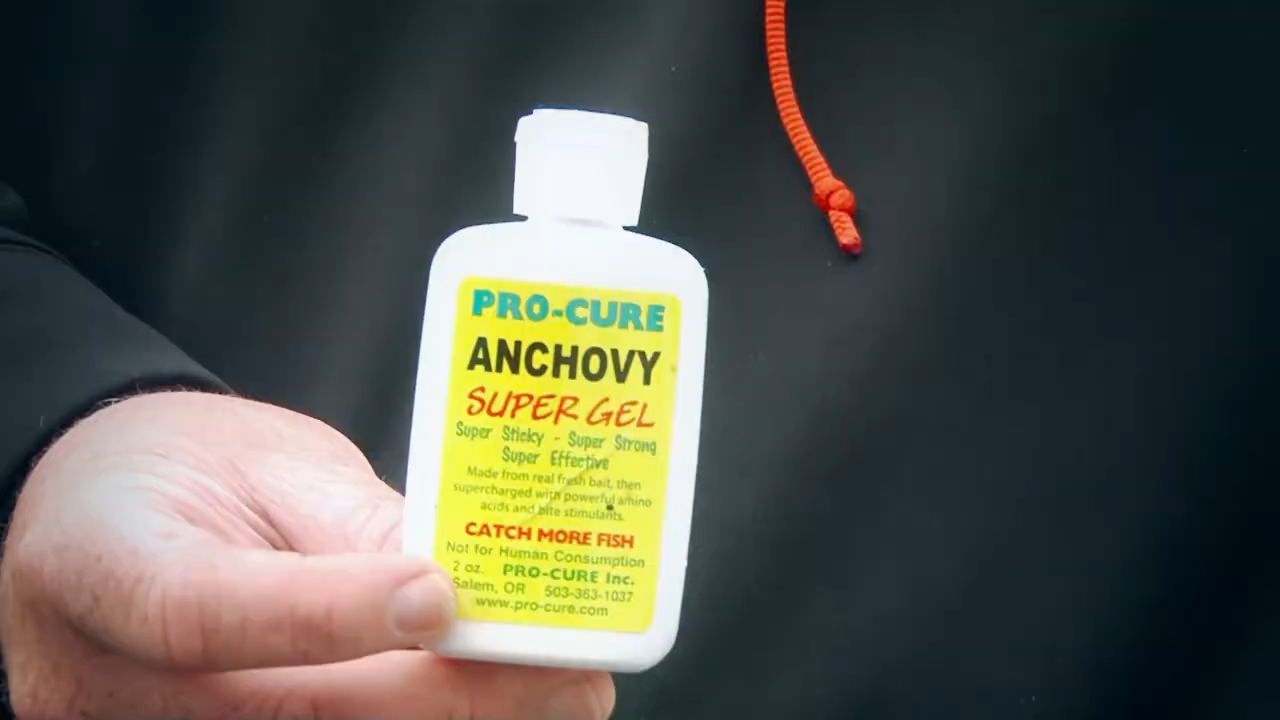 PRO-CURE
ANCHOVY
SUPER GEL
Super Sticky - Super Strong
Super Effective
Made from real fresh bait, then
supercharged with powerful amino
acids and bite stimulants.
CATCH MORE FISH
Not for Human Consumption
2 oz. PRO-CURE Inc.
Salem, OR 503-363-1037
www.pro-cure.com